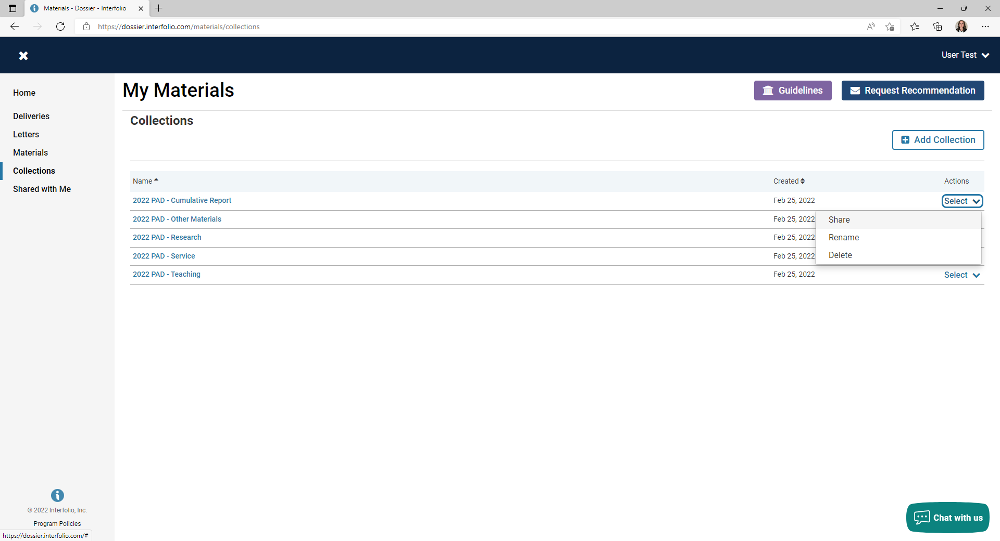 Materials - Dossier - Interfolio
https://dossier.interfolio.com/materials/collections
User Test
Home
Deliveries
Letters
Materials
Collections
Shared with Me
My Materials
Guidelines
Request Recommendation
Collections
Add Collection
Name Created Actions
2022 PAD - Cumulative Report Feb 25, 2022 Select
2022 PAD - Other Materials Feb 25, 2022
2022 PAD - Research Feb 25, 2022
2022 PAD - Service Feb 25, 2022
2022 PAD - Teaching Feb 25, 2022 Select
Share
Rename
Delete
© 2022 Interfolio, Inc.
Program Policies
https://dossier.interfolio.com/#
Chat with us